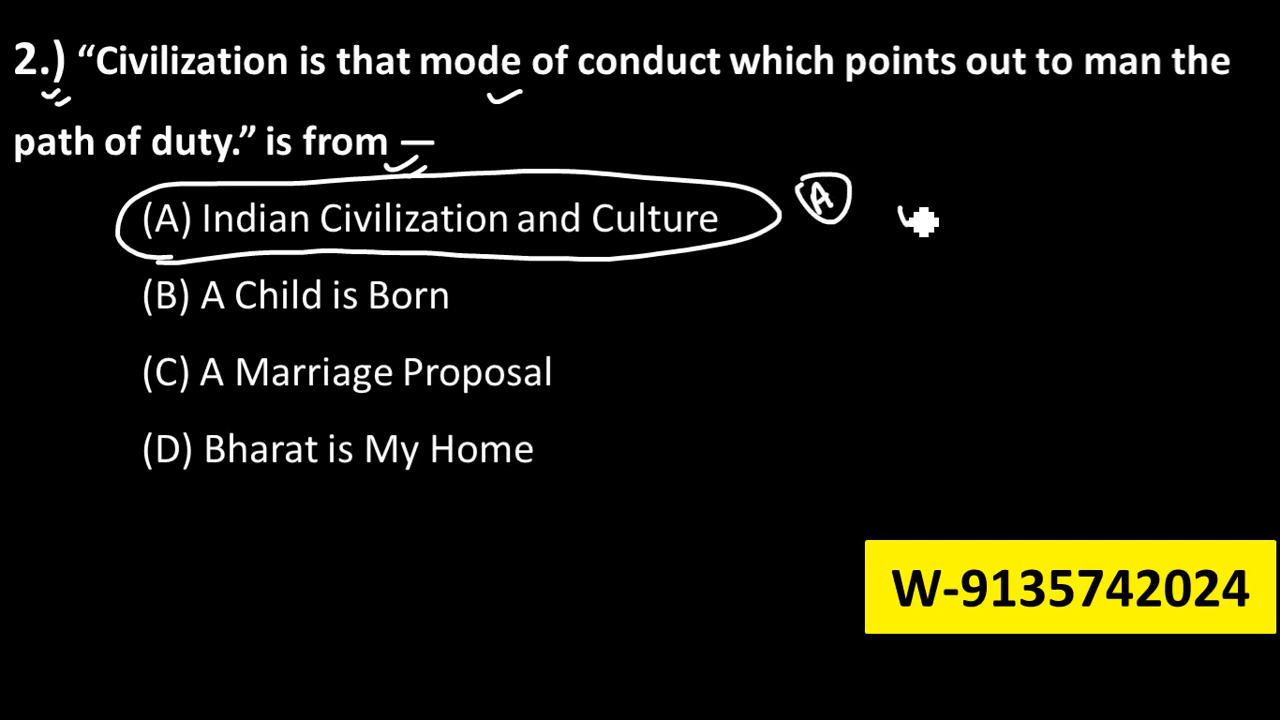 2.) “Civilization is that mode of conduct which points out to man the
path of duty.” is from —
(A) Indian Civilization and Culture
A
(B) A Child is Born
(C) A Marriage Proposal
(D) Bharat is My Home
W-9135742024